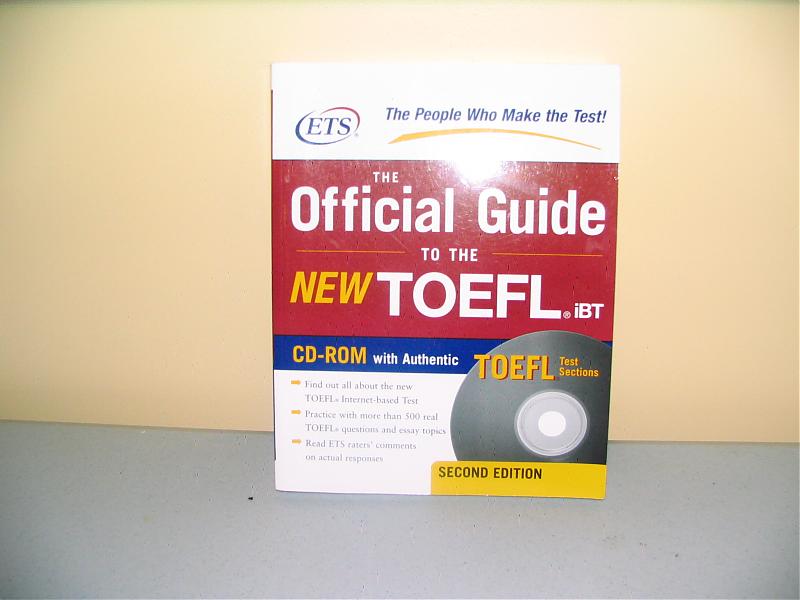 ETS®
The People Who Make the Test!
THE
Official Guide
TO THE
NEW TOEFL® iBT
CD-ROM with Authentic TOEFL Test Sections
Find out all about the new
TOEFL® Internet-based Test
Practice with more than 500 real
TOEFL® questions and essay topics
Read ETS raters' comments
on actual responses
SECOND EDITION